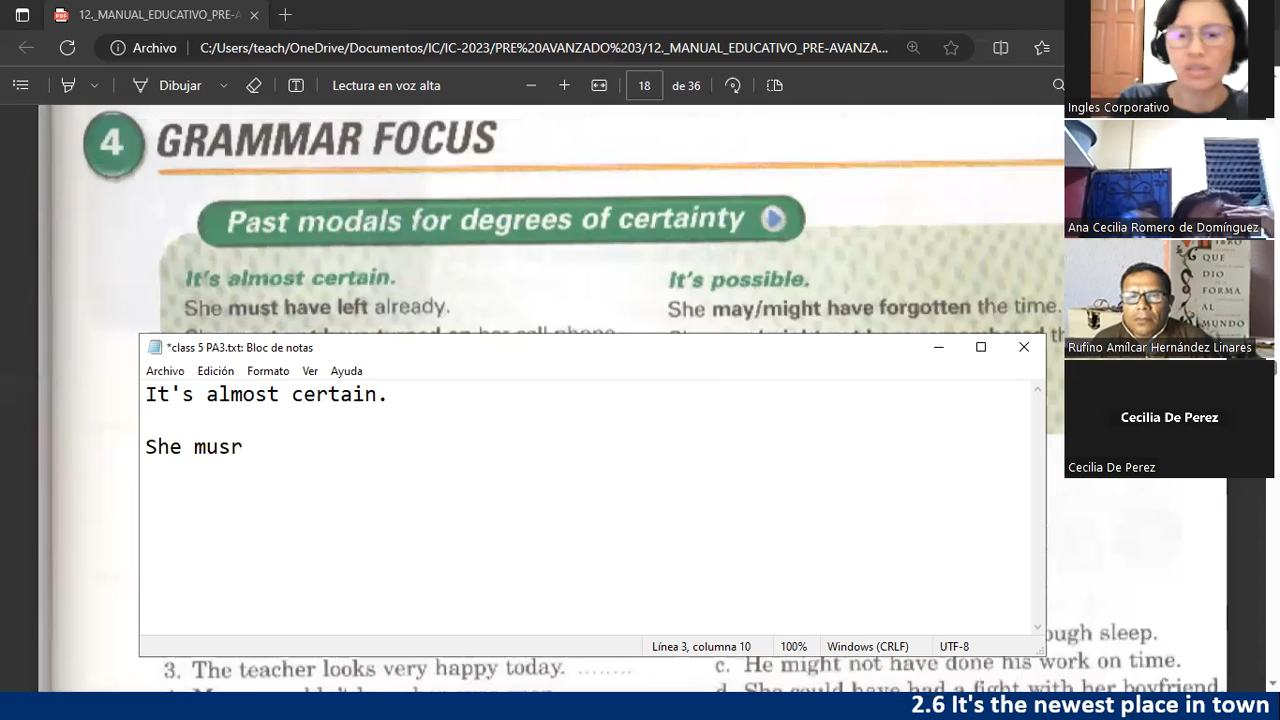 12._MANUAL_EDUCATIVO_PRE-A
Archivo
C:/Users/teach/OneDrive/Documentos/IC/IC-2023/PRE%20AVANZADO%203/12._MANUAL_EDUCATIVO_PRE-AVANZA...
Dibujar
Lectura en voz alta
18 de 36
4 GRAMMAR FOCUS
Past modals for degrees of certainty
It's almost certain.
She must have left already.
It's possible.
She may/might have forgotten the time.
*class 5 PA3.txt: Bloc de notas
Archivo Edición Formato Ver Ayuda
It's almost certain.
She musr
Línea 3, columna 10 100% Windows (CRLF) UTF-8
ough sleep.
3. The teacher looks very happy today. ........
c. He might not have done his work on time.
d. She could have had a fight with her boyfriend
Ingles Corporativo
Ana Cecilia Romero de Domínguez
LIBRO
QUE
DIO
FORMA
AL
MUNDO
Rufino Amílcar Hernández Linares
Cecilia De Perez
Cecilia De Perez
2.6 It's the newest place in town